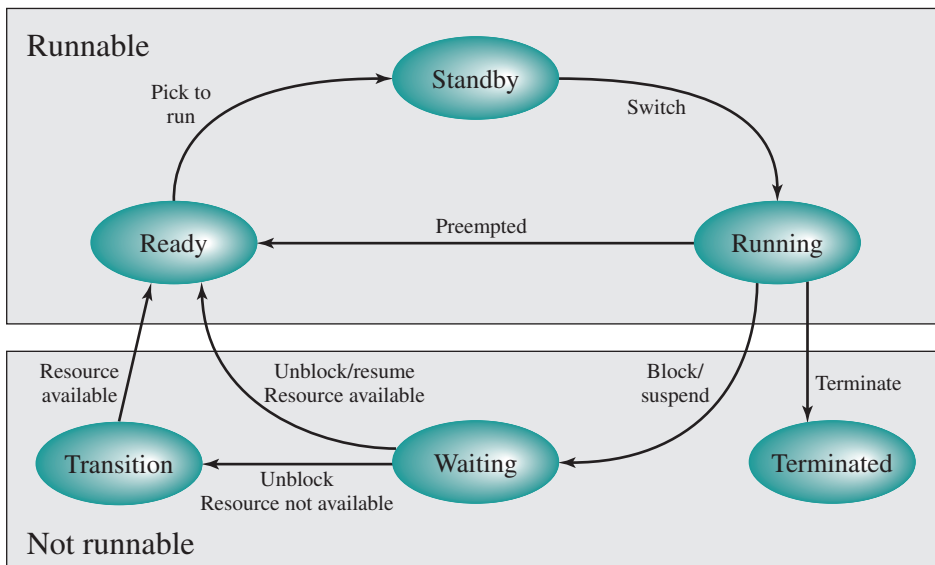 Runnable
Standby
Pick to
run
Switch
Ready
Preempted
Running
Resource
available
Unblock/resume
Resource available
Block/
suspend
Terminate
Transition
Waiting
Terminated
Unblock
Resource not available
Not runnable